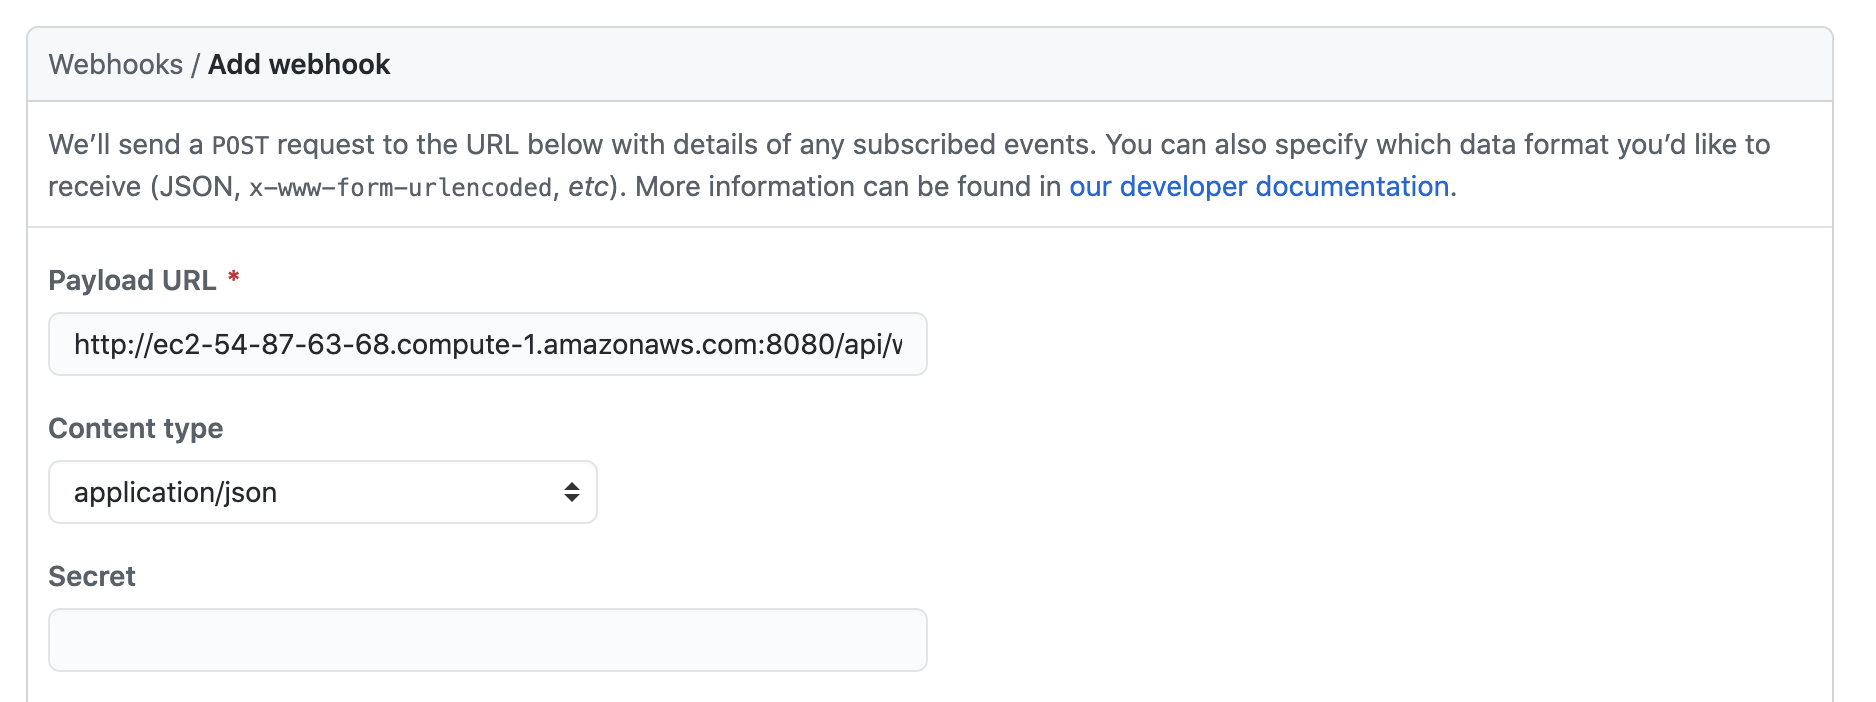 Webhooks / Add webhook
We’ll send a POST request to the URL below with details of any subscribed events. You can also specify which data format you’d like to
receive (JSON, x-www-form-urlencoded, etc). More information can be found in our developer documentation.
Payload URL *
http://ec2-54-87-63-68.compute-1.amazonaws.com:8080/api/
Content type
application/json
Secret